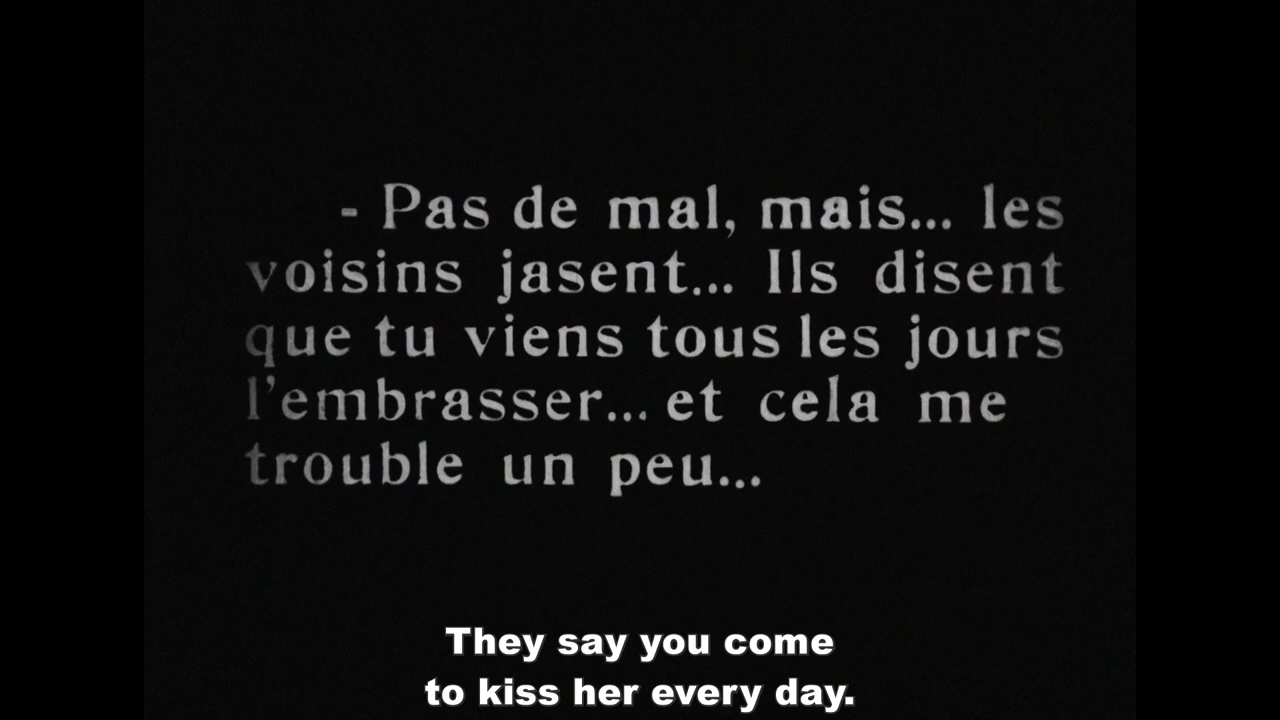 - Pas de mal, mais... les
voisins jasent... Ils disent
que tu viens tous les jours
l'embrasser... et cela me
trouble un peu...
They say you come
to kiss her every day.